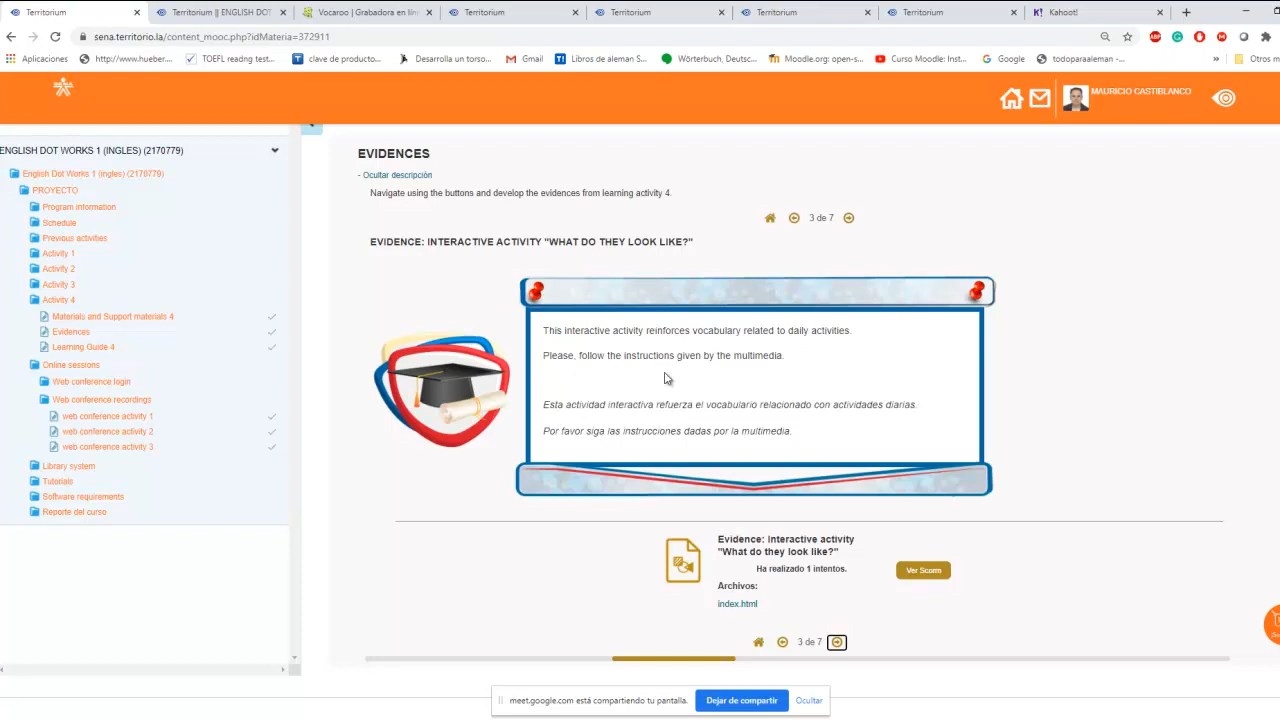 Territorium
Territorium || ENGLISH DOT
Vocaroo | Grabadora en lín
Territorium
Territorium
Territorium
Territorium
Kahoot!
sena.territorio.la/content_mooc.php?idMateria=372911
Aplicaciones
http://www.hueber...
TOEFL readng test...
clave de producto...
Desarrolla un torso...
Gmail
Libros de aleman S...
Wörterbuch, Deutsc...
Moodle.org: open-s...
Curso Moodle: Inst...
Google
todoparaaleman -...
»
Otros m
MAURICIO CASTIBLANCO
ENGLISH DOT WORKS 1 (INGLES) (2170779)
English Dot Works 1 (ingles) (2170779)
PROYECTO
Program information
Schedule
Previous activities
Activity 1
Activity 2
Activity 3
Activity 4
Materials and Support materials 4
Evidences
Learning Guide 4
Online sessions
Web conference login
Web conference recordings
web conference activity 1
web conference activity 2
web conference activity 3
Library system
Tutorials
Software requirements
Reporte del curso
EVIDENCES
- Ocultar descripción
Navigate using the buttons and develop the evidences from learning activity 4.
3 de 7
EVIDENCE: INTERACTIVE ACTIVITY "WHAT DO THEY LOOK LIKE?"
This interactive activity reinforces vocabulary related to daily activities.
Please, follow the instructions given by the multimedia.
Esta actividad interactiva refuerza el vocabulario relacionado con actividades diarias.
Por favor siga las instrucciones dadas por la multimedia.
Evidence: Interactive activity
"What do they look like?"
Ha realizado 1 intentos.
Archivos:
index.html
Ver Scorm
3 de 7
meet.google.com está compartiendo tu pantalla.
Dejar de compartir
Ocultar